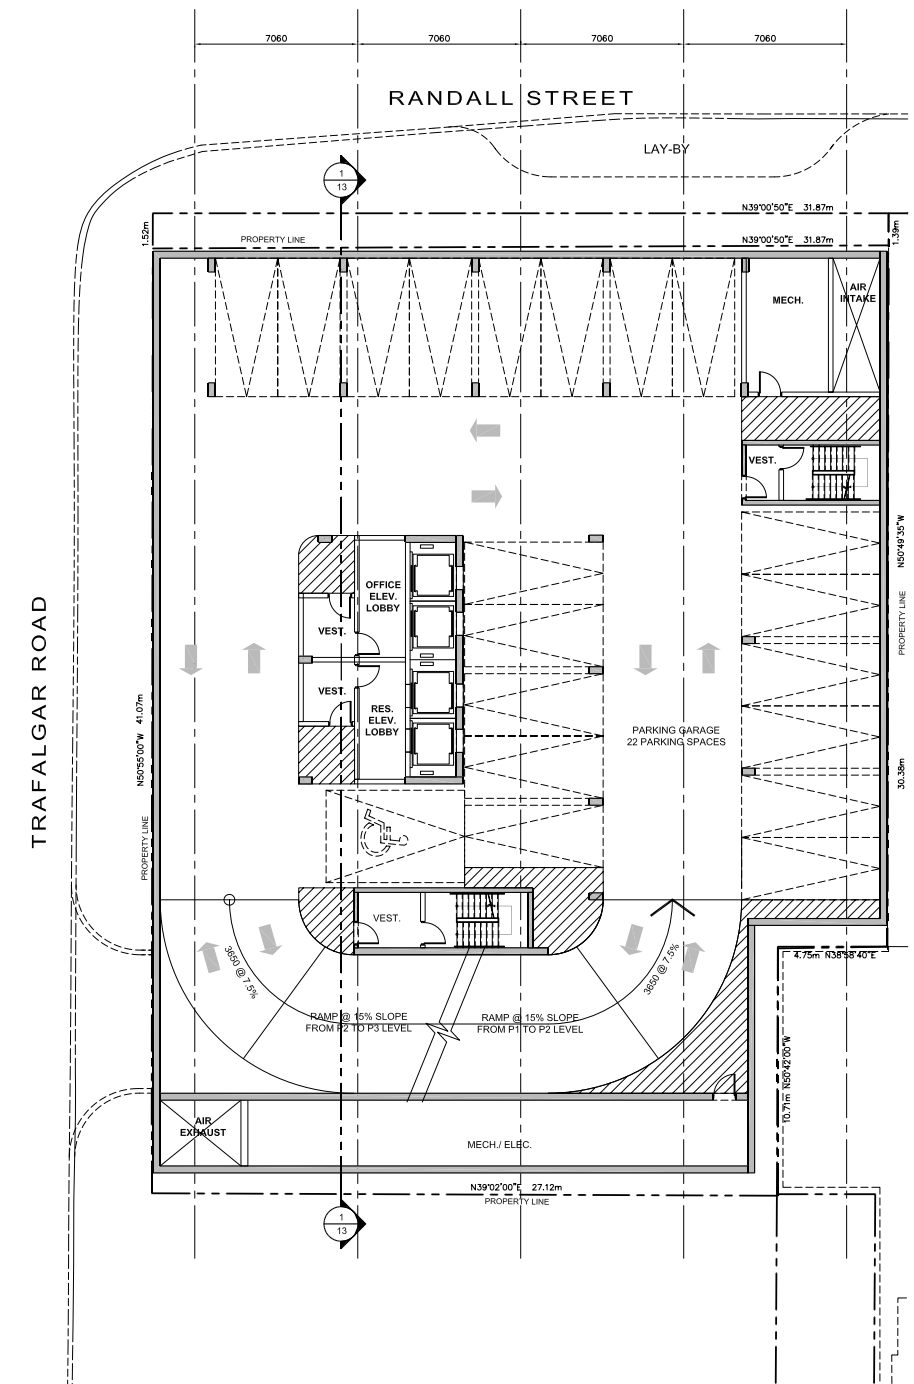 7060
7060
7060
7060
RANDALL STREET
LAY-BY
1
13
N39°00'50"E 31.87m
1.52m
PROPERTY LINE
N39°00'50"E 31.87m
1.39m
MECH.
AIR
INTAKE
VEST.
N50°49'35"W
PROPERTY LINE
30.38m
OFFICE
ELEV.
LOBBY
VEST.
VEST.
RES.
ELEV.
LOBBY
TRAFALGAR ROAD
N50°55'00"W 41.07m
PROPERTY LINE
PARKING GARAGE
22 PARKING SPACES
VEST.
3650 @ 7.5%
3650 @ 7.5%
4.75m N38°58'40"E
RAMP @ 15% SLOPE
FROM P2 TO P3 LEVEL
RAMP @ 15% SLOPE
FROM P1 TO P2 LEVEL
10.71m N50°42'00"W
AIR
EXHAUST
MECH./ ELEC.
N39°02'00"E 27.12m
PROPERTY LINE
1
13